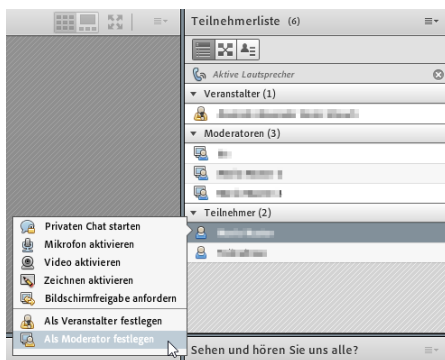 Teilnehmerliste (6)
Aktive Lautsprecher
Veranstalter (1)
Moderatoren (3)
Teilnehmer (2)
Privaten Chat starten
Mikrofon aktivieren
Video aktivieren
Zeichnen aktivieren
Bildschirmfreigabe anfordern
Als Veranstalter festlegen
Als Moderator festlegen
Sehen und hören Sie uns alle?